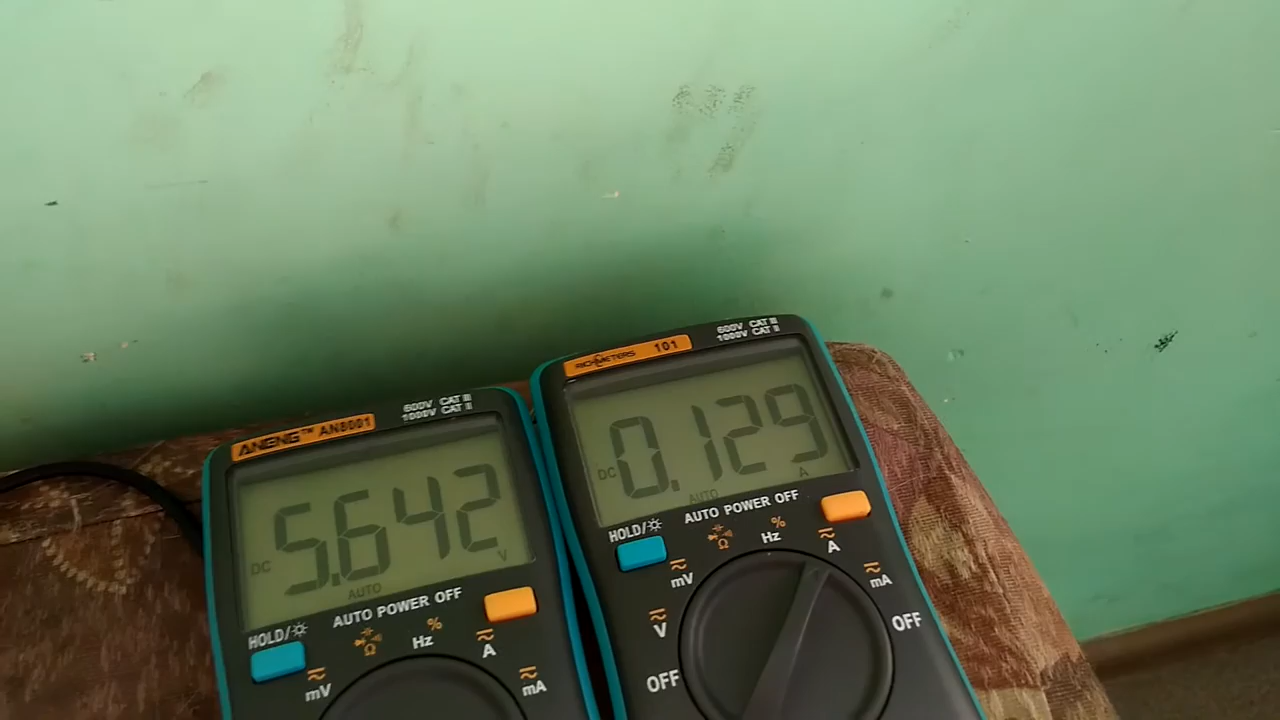 ANENG™ AN8001
600V CAT III
1000V CAT II
DC 5.642 V
AUTO
HOLD/ AUTO POWER OFF
mV Ω Hz % A mA
RICHMETERS 101
600V CAT III
1000V CAT II
DC 0.129 A
AUTO
HOLD/ AUTO POWER OFF
OFF V mV Ω Hz % A mA OFF